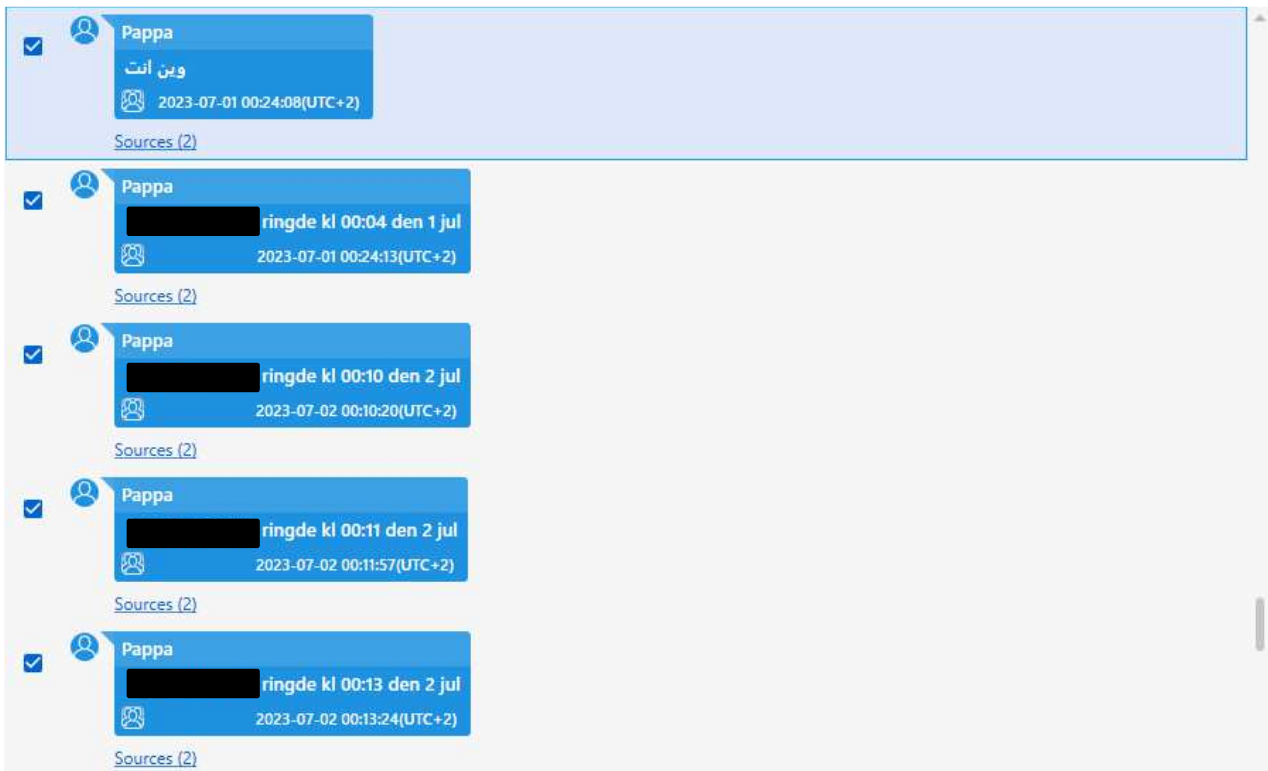 Pappa
وين انت
2023-07-01 00:24:08(UTC+2)
Sources (2)
Pappa
ringde kl 00:04 den 1 jul
2023-07-01 00:24:13(UTC+2)
Sources (2)
Pappa
ringde kl 00:10 den 2 jul
2023-07-02 00:10:20(UTC+2)
Sources (2)
Pappa
ringde kl 00:11 den 2 jul
2023-07-02 00:11:57(UTC+2)
Sources (2)
Pappa
ringde kl 00:13 den 2 jul
2023-07-02 00:13:24(UTC+2)
Sources (2)